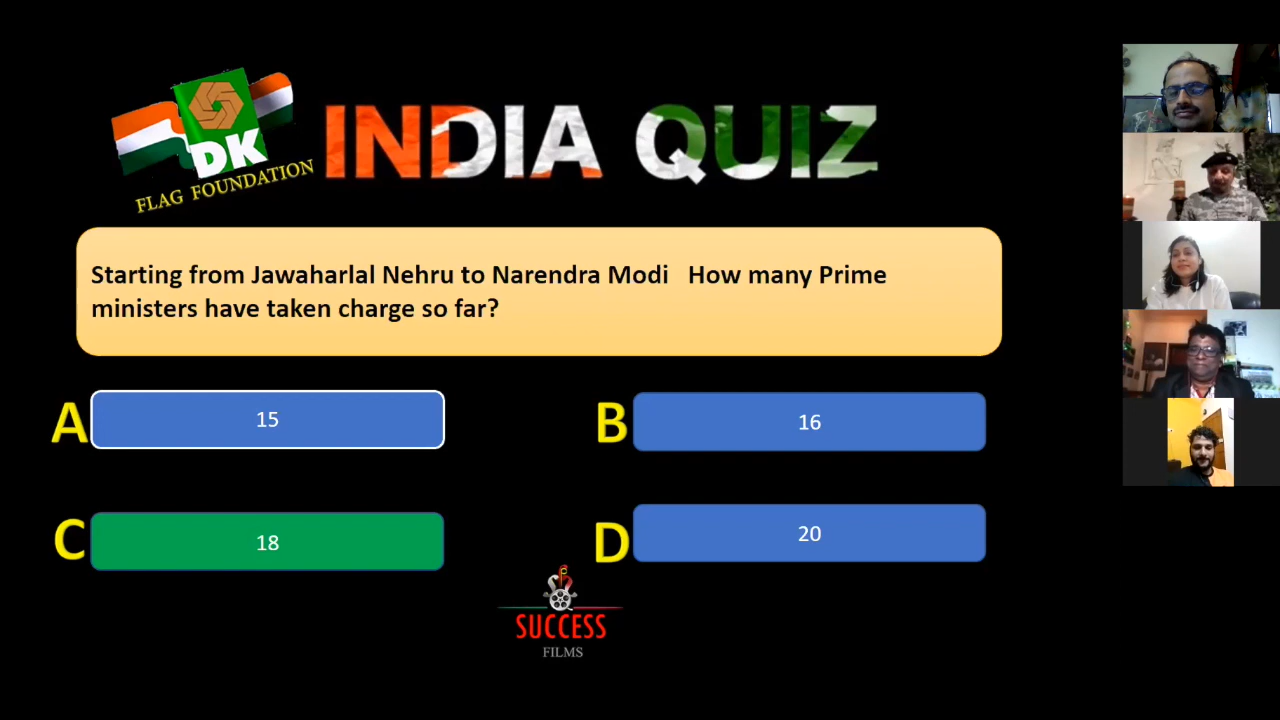 DK
FLAG FOUNDATION
INDIA QUIZ
Starting from Jawaharlal Nehru to Narendra Modi How many Prime
ministers have taken charge so far?
A 15
B 16
C 18
D 20
SUCCESS
FILMS